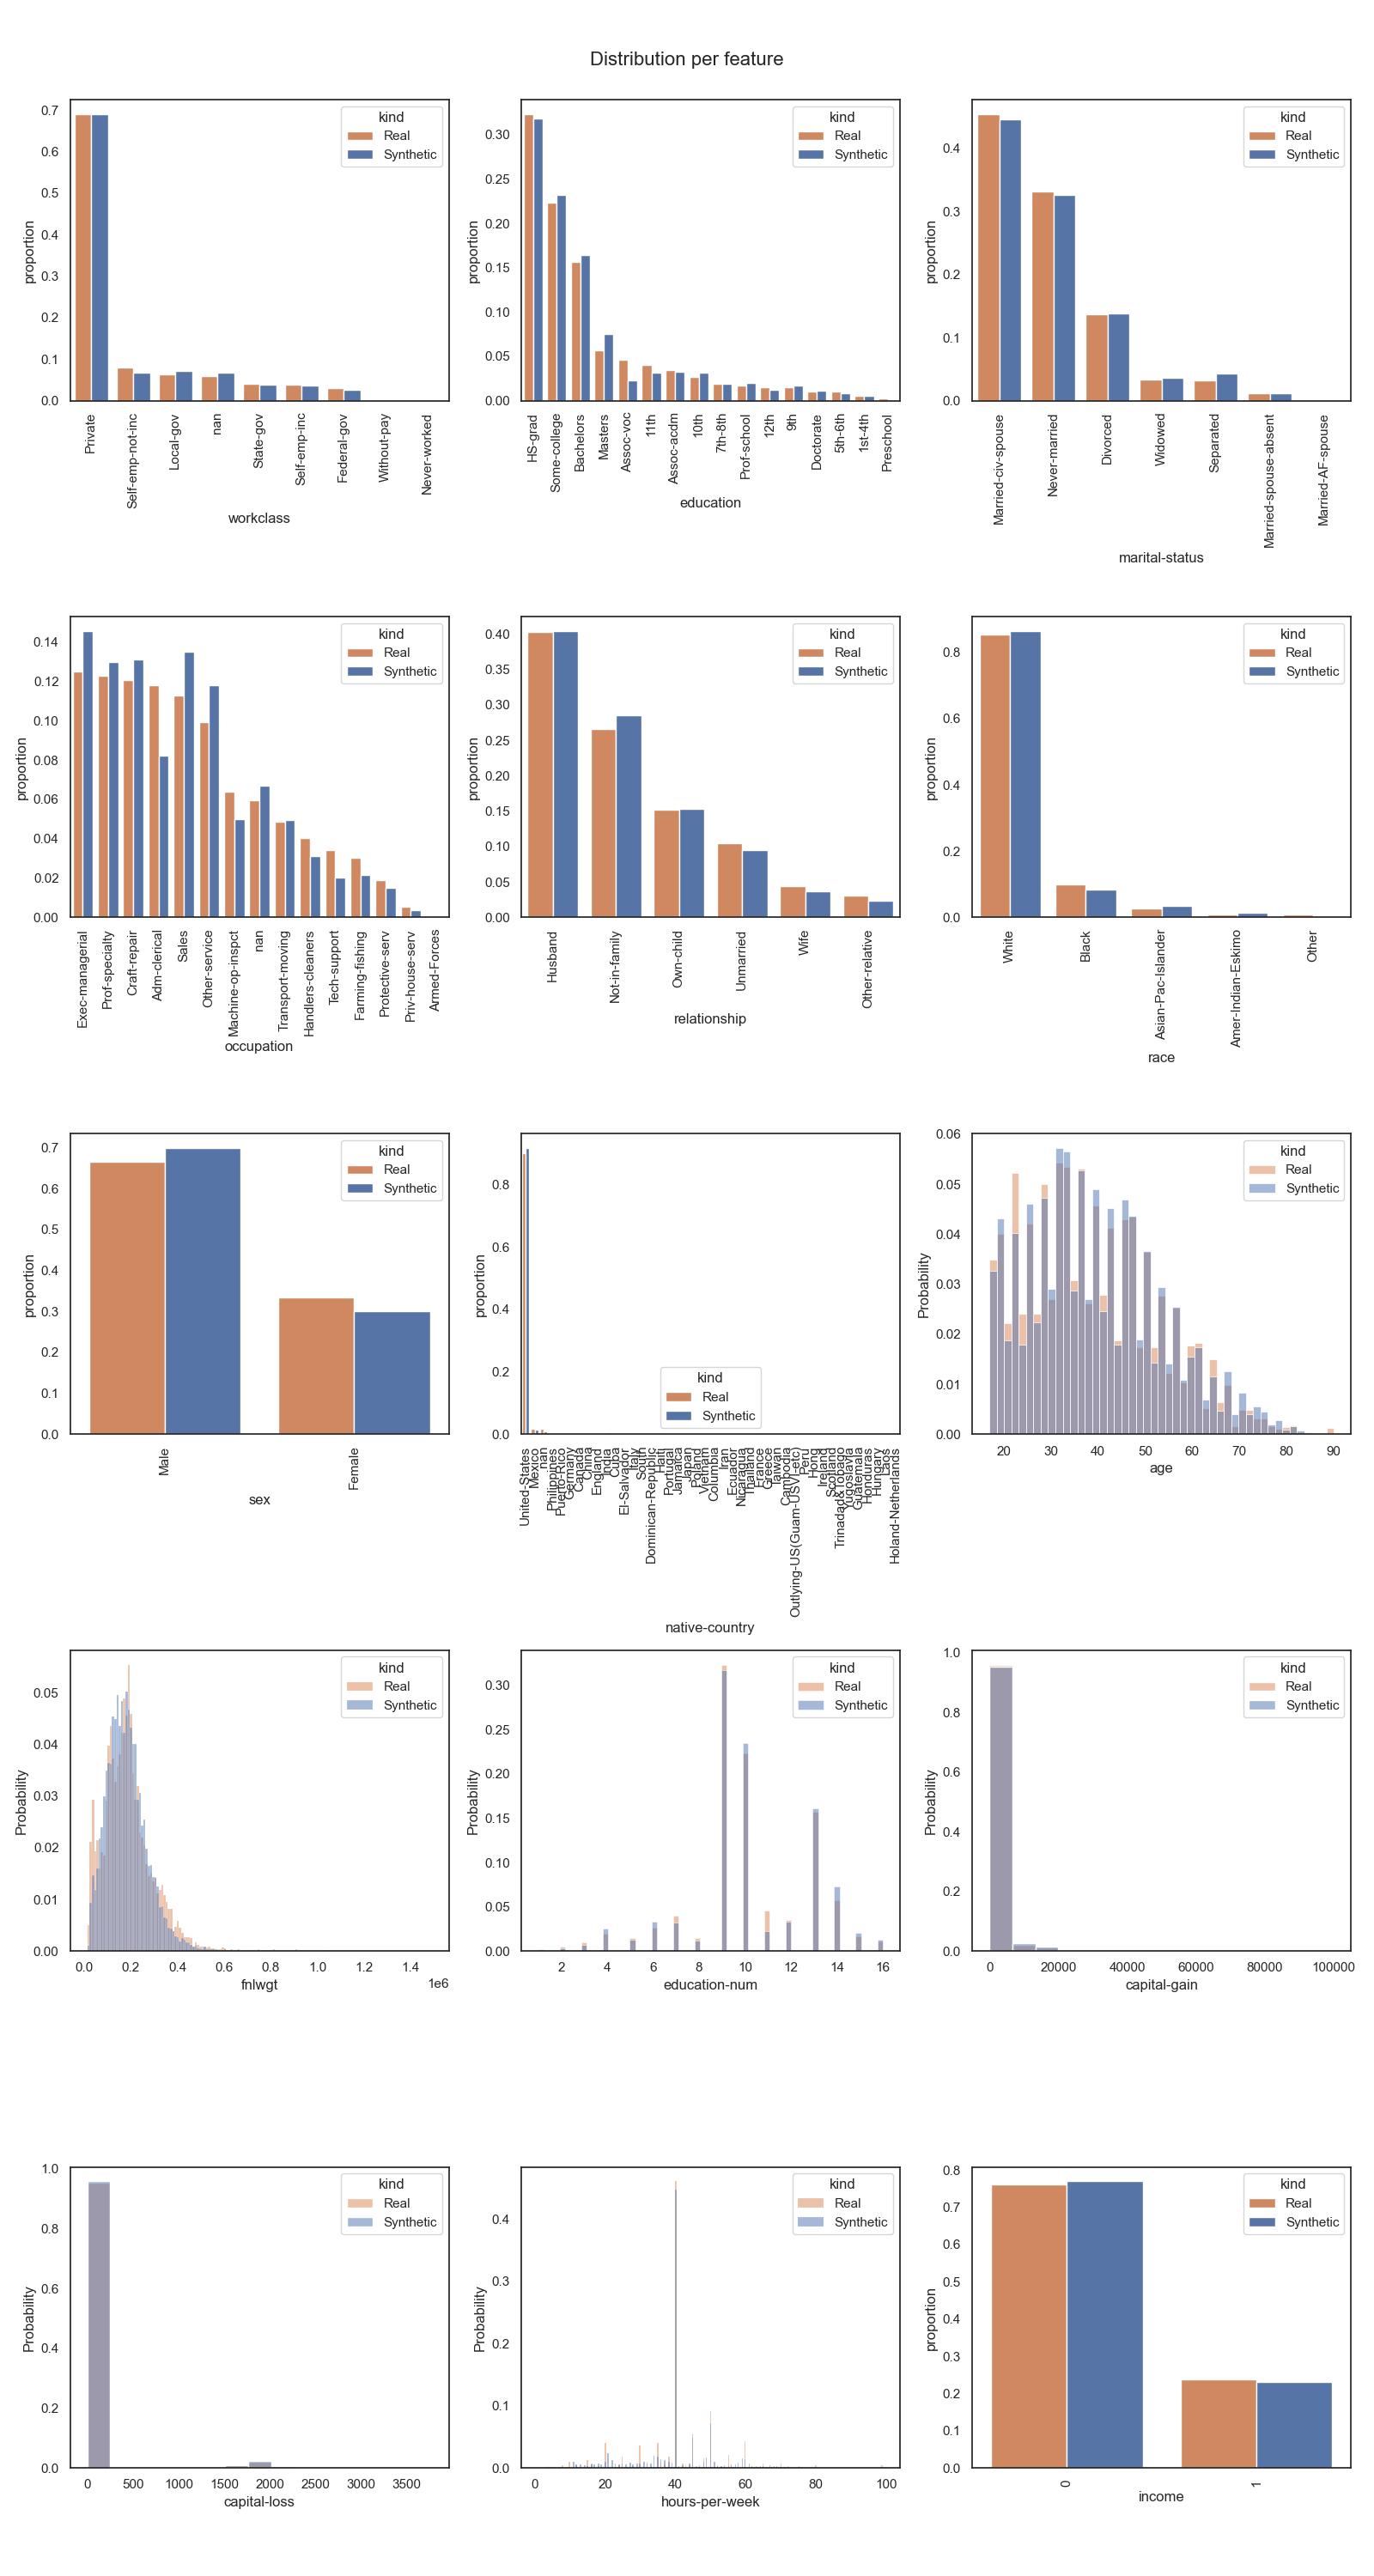 Distribution per feature
proportion
0.7
0.6
0.5
0.4
0.3
0.2
0.1
0.0
kind
Real
Synthetic
Private
Self-emp-not-inc
Local-gov
nan
State-gov
Self-emp-inc
Federal-gov
Without-pay
Never-worked
workclass
proportion
0.30
0.25
0.20
0.15
0.10
0.05
0.00
kind
Real
Synthetic
HS-grad
Some-college
Bachelors
Masters
Assoc-voc
11th
Assoc-acdm
10th
7th-8th
Prof-school
12th
9th
Doctorate
5th-6th
1st-4th
Preschool
education
proportion
0.4
0.3
0.2
0.1
0.0
kind
Real
Synthetic
Married-civ-spouse
Never-married
Divorced
Widowed
Separated
Married-spouse-absent
Married-AF-spouse
marital-status
proportion
0.14
0.12
0.10
0.08
0.06
0.04
0.02
0.00
kind
Real
Synthetic
Exec-managerial
Prof-specialty
Craft-repair
Adm-clerical
Sales
Other-service
Machine-op-inspct
nan
Transport-moving
Handlers-cleaners
Tech-support
Farming-fishing
Protective-serv
Priv-house-serv
Armed-Forces
occupation
proportion
0.40
0.35
0.30
0.25
0.20
0.15
0.10
0.05
0.00
kind
Real
Synthetic
Husband
Not-in-family
Own-child
Unmarried
Wife
Other-relative
relationship
proportion
0.8
0.6
0.4
0.2
0.0
kind
Real
Synthetic
White
Black
Asian-Pac-Islander
Amer-Indian-Eskimo
Other
race
proportion
0.7
0.6
0.5
0.4
0.3
0.2
0.1
0.0
kind
Real
Synthetic
Male
Female
sex
proportion
0.8
0.6
0.4
0.2
0.0
kind
Real
Synthetic
United-States
Mexico
nan
Philippines
Puerto-Rico
Germany
Canada
China
England
India
Cuba
El-Salvador
Italy
South
Dominican-Republic
Haiti
Portugal
Jamaica
Japan
Poland
Vietnam
Columbia
Iran
Ecuador
Nicaragua
Thailand
France
Greece
Taiwan
Cambodia
Outlying-US(Guam-USVI-etc)
Peru
Hong
Ireland
Scotland
Trinadad&Tobago
Yugoslavia
Guatemala
Honduras
Hungary
Laos
Holand-Netherlands
native-country
Probability
0.06
0.05
0.04
0.03
0.02
0.01
0.00
kind
Real
Synthetic
20 30 40 50 60 70 80 90
age
Probability
0.05
0.04
0.03
0.02
0.01
0.00
kind
Real
Synthetic
0.0 0.2 0.4 0.6 0.8 1.0 1.2 1.4
1e6
fnlwgt
Probability
0.30
0.25
0.20
0.15
0.10
0.05
0.00
kind
Real
Synthetic
2 4 6 8 10 12 14 16
education-num
Probability
1.0
0.8
0.6
0.4
0.2
0.0
kind
Real
Synthetic
0 20000 40000 60000 80000 100000
capital-gain
Probability
1.0
0.8
0.6
0.4
0.2
0.0
kind
Real
Synthetic
0 500 1000 1500 2000 2500 3000 3500
capital-loss
Probability
0.4
0.3
0.2
0.1
0.0
kind
Real
Synthetic
0 20 40 60 80 100
hours-per-week
proportion
0.8
0.7
0.6
0.5
0.4
0.3
0.2
0.1
0.0
kind
Real
Synthetic
0
1
income